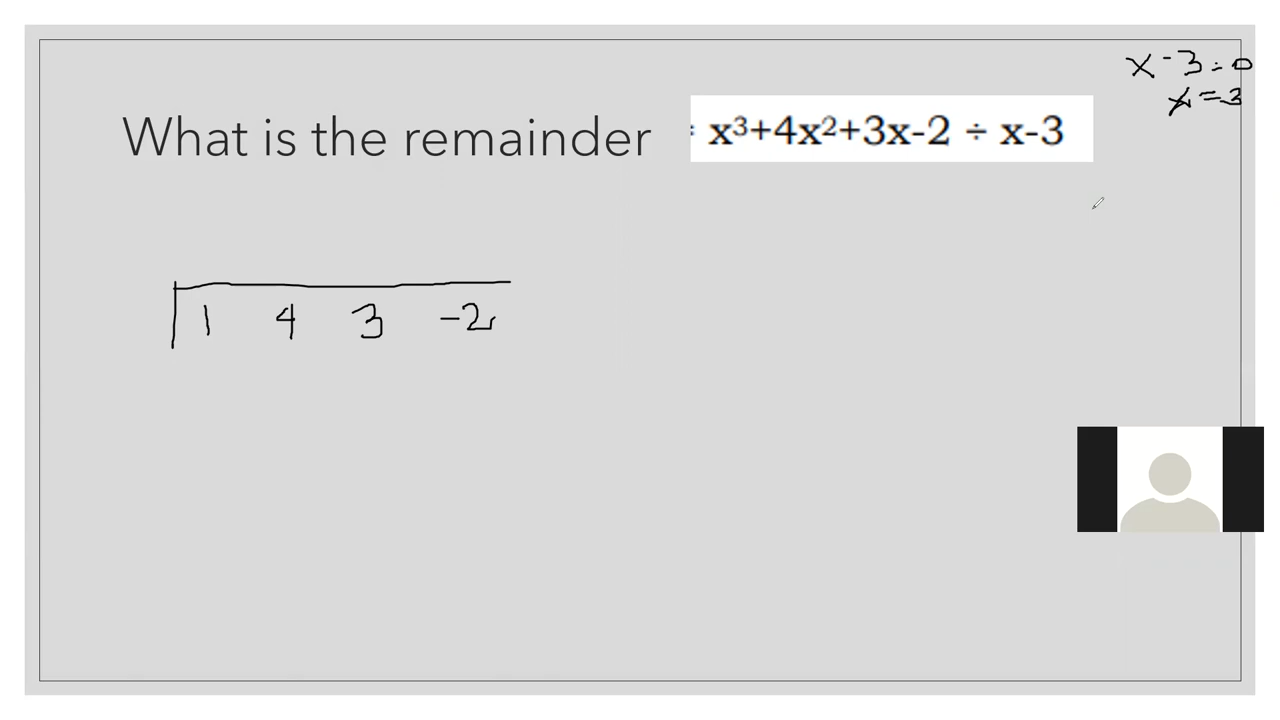 x-3=0
x=3
What is the remainder
: x³+4x²+3x-2 ÷ x-3
1 4 3 -2